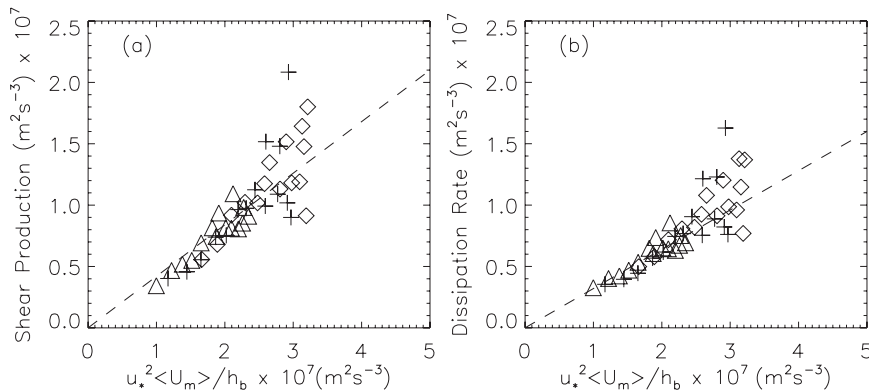 (a)
Shear Production (m²s⁻³) x 10⁷
2.5
2.0
1.5
1.0
0.5
0.0
0 1 2 3 4 5
u*²<Uₘ>/h_b x 10⁷(m²s⁻³)
(b)
Dissipation Rate (m²s⁻³) x 10⁷
2.5
2.0
1.5
1.0
0.5
0.0
0 1 2 3 4 5
u*²<Uₘ>/h_b x 10⁷(m²s⁻³)